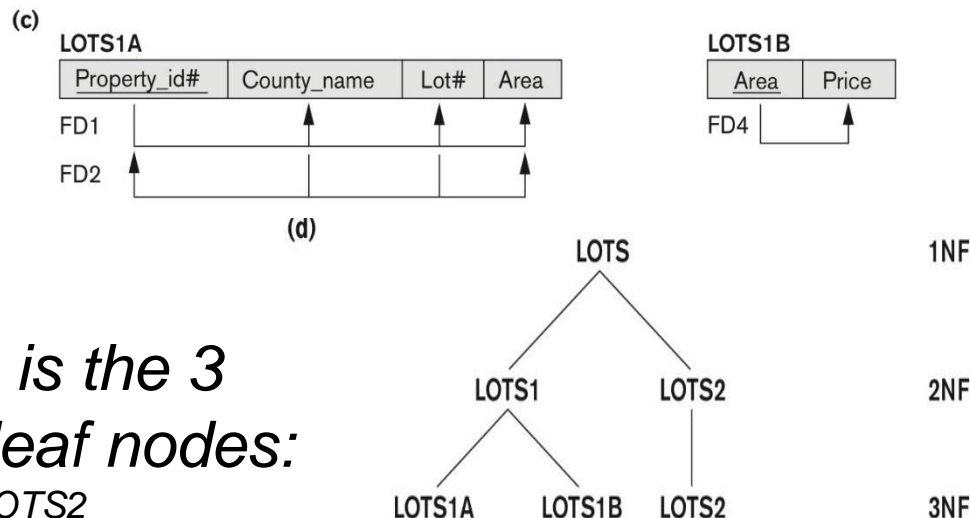 (c)
LOTS1A
Property_id# County_name Lot# Area
FD1
FD2
LOTS1B
Area Price
FD4
(d)
LOTS 1NF
is the 3
leaf nodes:
LOTS1 LOTS2 2NF
LOTS1A LOTS1B LOTS2 3NF